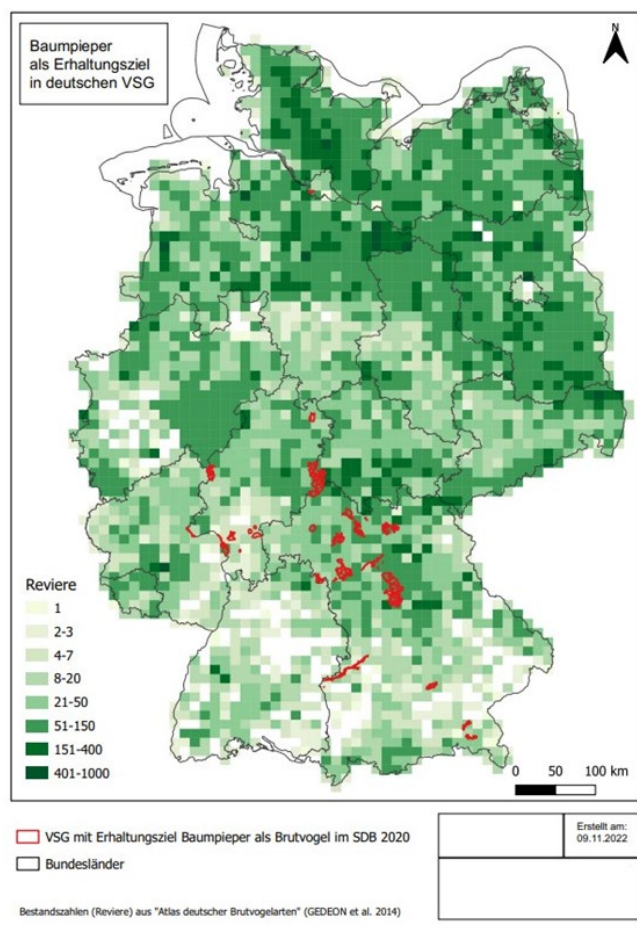 Baumpieper
als Erhaltungsziel
in deutschen VSG
N
Reviere
1
2-3
4-7
8-20
21-50
51-150
151-400
401-1000
0 50 100 km
VSG mit Erhaltungsziel Baumpieper als Brutvogel im SDB 2020
Bundesländer
Erstellt am:
09.11.2022
Bestandszahlen (Reviere) aus "Atlas deutscher Brutvogelarten" (GEDEON et al. 2014)